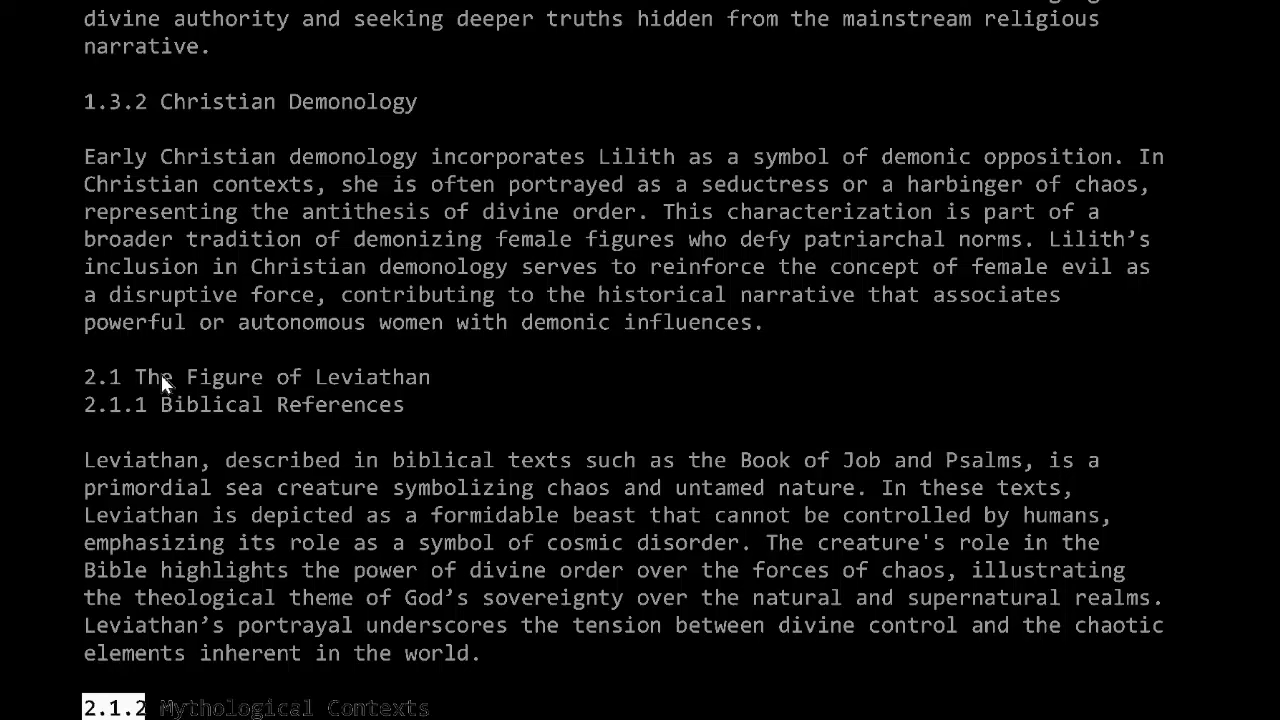 divine authority and seeking deeper truths hidden from the mainstream religious
narrative.
1.3.2 Christian Demonology
Early Christian demonology incorporates Lilith as a symbol of demonic opposition. In
Christian contexts, she is often portrayed as a seductress or a harbinger of chaos,
representing the antithesis of divine order. This characterization is part of a
broader tradition of demonizing female figures who defy patriarchal norms. Lilith’s
inclusion in Christian demonology serves to reinforce the concept of female evil as
a disruptive force, contributing to the historical narrative that associates
powerful or autonomous women with demonic influences.
2.1 The Figure of Leviathan
2.1.1 Biblical References
Leviathan, described in biblical texts such as the Book of Job and Psalms, is a
primordial sea creature symbolizing chaos and untamed nature. In these texts,
Leviathan is depicted as a formidable beast that cannot be controlled by humans,
emphasizing its role as a symbol of cosmic disorder. The creature's role in the
Bible highlights the power of divine order over the forces of chaos, illustrating
the theological theme of God’s sovereignty over the natural and supernatural realms.
Leviathan’s portrayal underscores the tension between divine control and the chaotic
elements inherent in the world.
2.1.2 Mythological Contexts